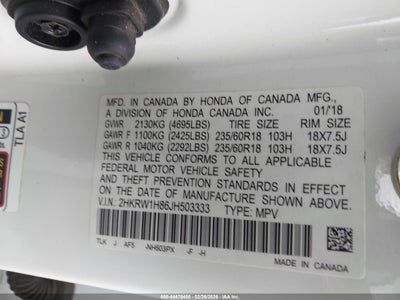 TLA A1
MFD. IN CANADA BY HONDA OF CANADA MFG.,
A DIVISION OF HONDA CANADA INC. 01/18
GVWR 2130KG (4695LBS) TIRE SIZE RIM SIZE
GAWR F 1100KG (2425LBS) 235/60R18 103H 18X7.5J
GAWR R 1040KG (2292LBS) 235/60R18 103H 18X7.5J
THIS VEHICLE CONFORMS TO ALL APPLICABLE
FEDERAL MOTOR VEHICLE SAFETY
AND THEFT PREVENTION STANDARDS IN EFFECT
ON THE DATE OF MANUFACTURE SHOWN ABOVE.
V.I.N.: 2HKRW1H86JH503333 TYPE: MPV
TLK J AF5 -NH603PX -F -H
MADE IN CANADA